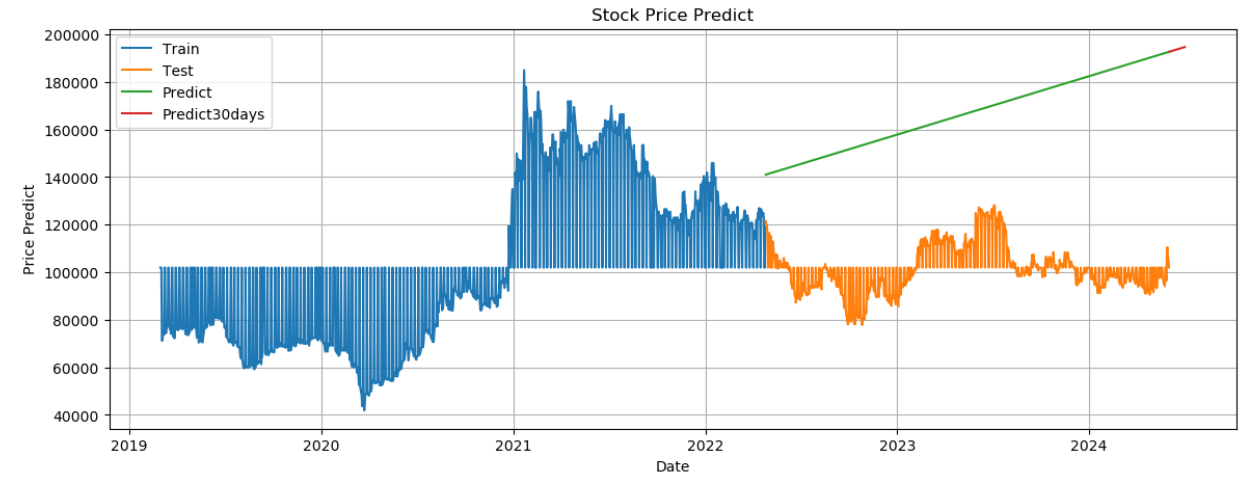 Stock Price Predict
Train
Test
Predict
Predict30days
200000
180000
160000
140000
120000
100000
80000
60000
40000
Price Predict
2019 2020 2021 2022 2023 2024
Date